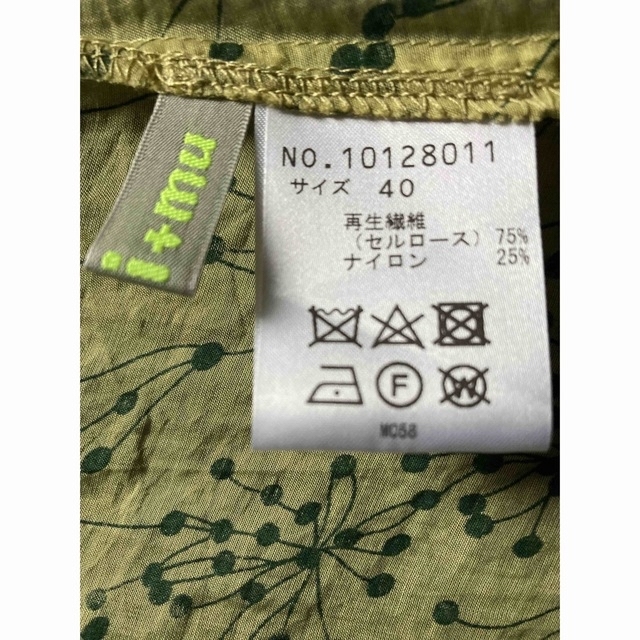 i+mu
NO.10128011
サイズ 40
再生繊維
(セルロース) 75%
ナイロン 25%
F
W
M058